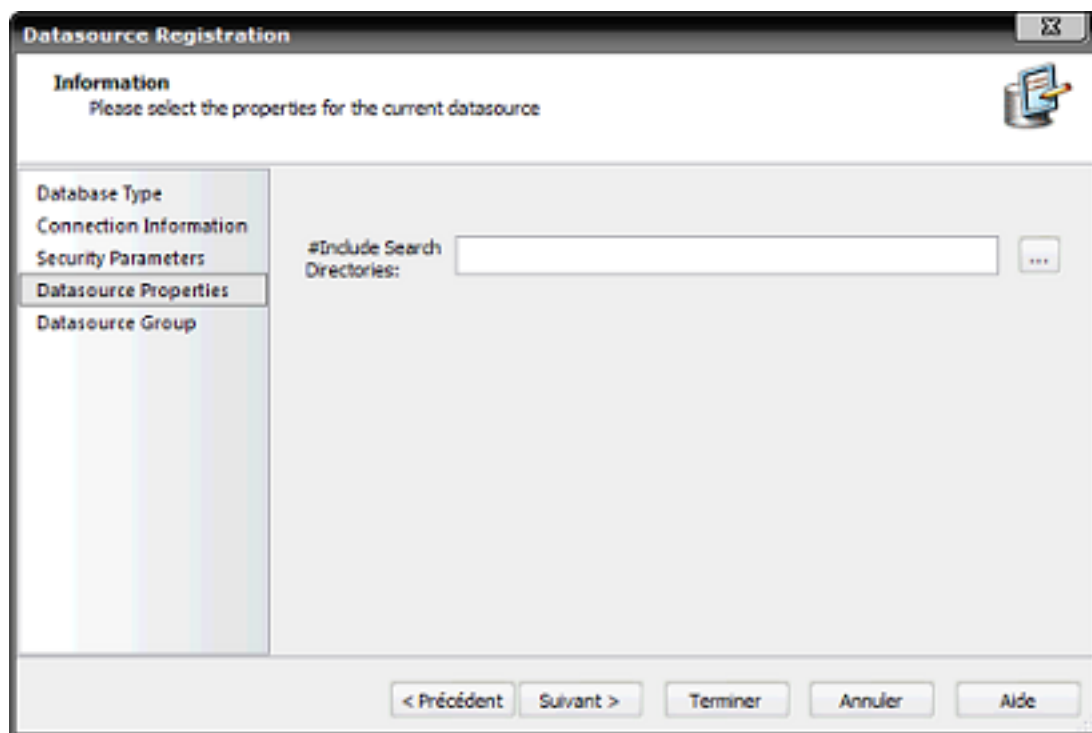 Datasource Registration
Information
Please select the properties for the current datasource
Database Type
Connection Information
Security Parameters
Datasource Properties
Datasource Group
#Include Search
Directories:
...
< Précédent Suivant > Terminer Annuler Aide